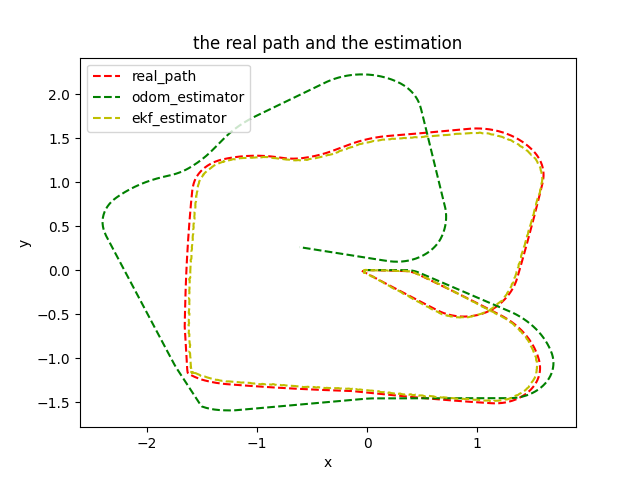 the real path and the estimation
real_path
odom_estimator
ekf_estimator
2.0
1.5
1.0
0.5
0.0
−0.5
−1.0
−1.5
y
−2 −1 0 1
x